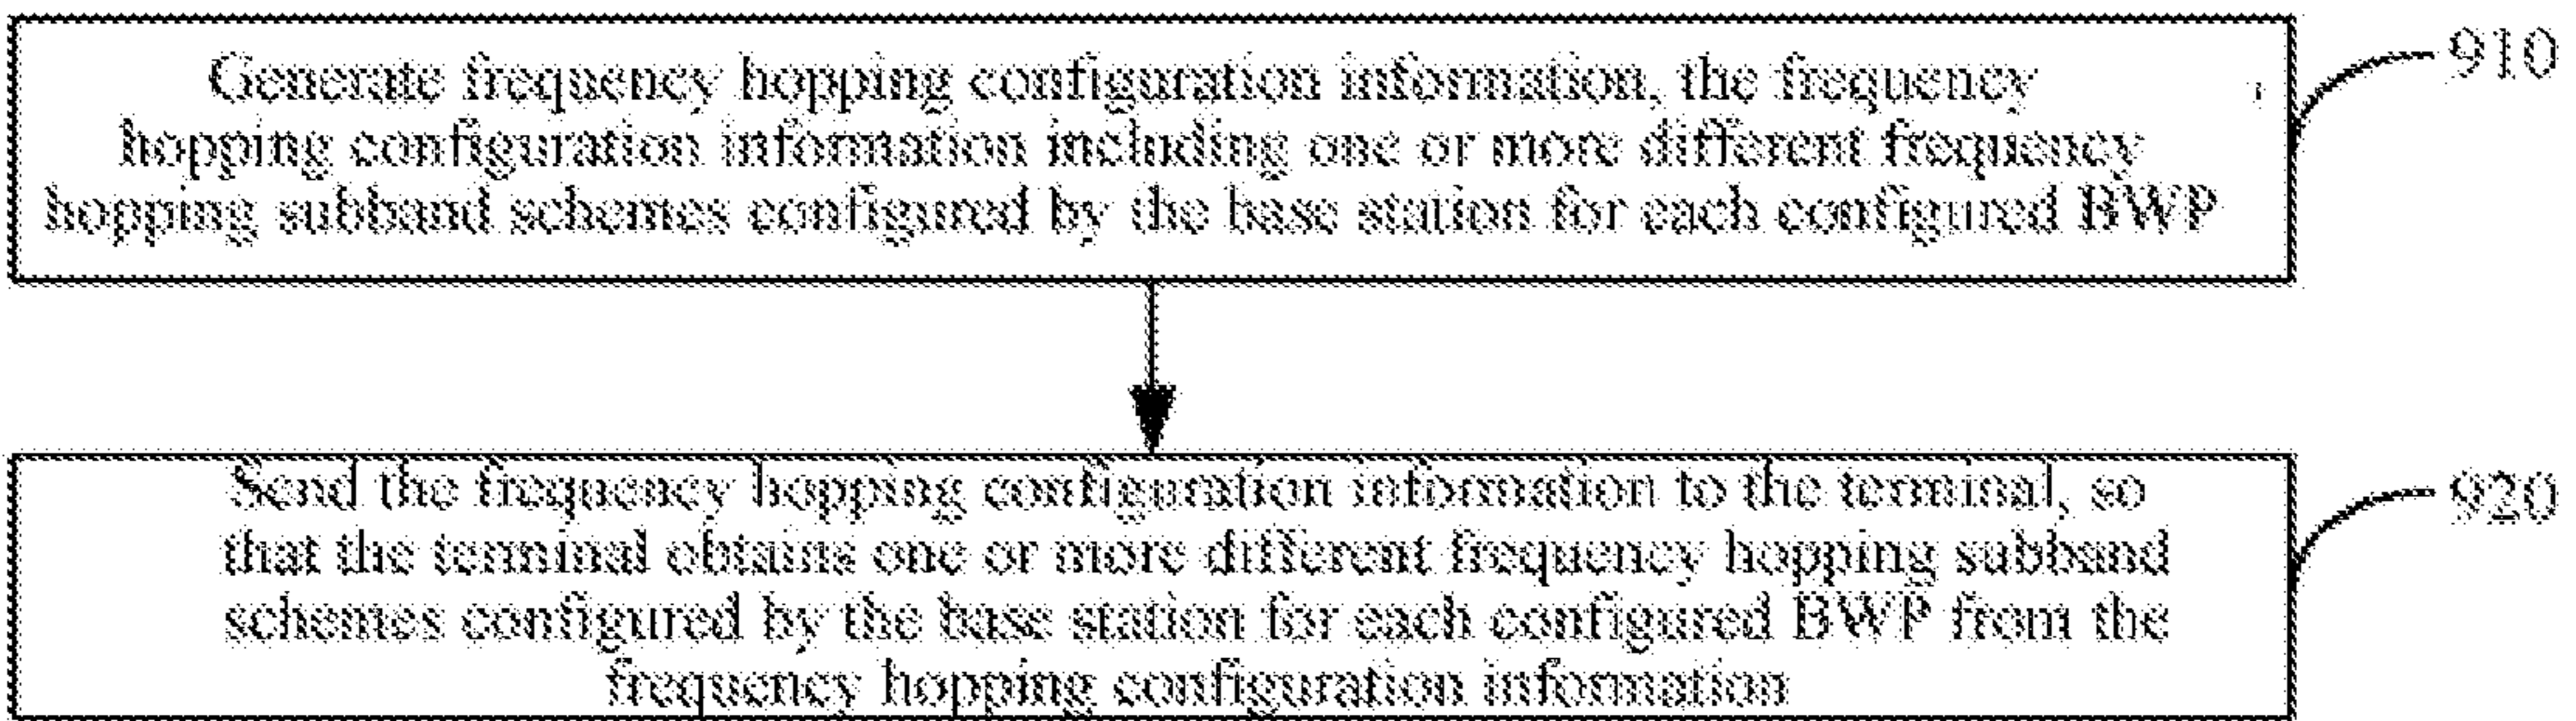 Generate frequency hopping configuration information, the frequency
hopping configuration information including one or more different frequency
hopping subband schemes configured by the base station for each configured BWP
910
Send the frequency hopping configuration information to the terminal, so
that the terminal obtains one or more different frequency hopping subband
schemes configured by the base station for each configured BWP from the
frequency hopping configuration information
920